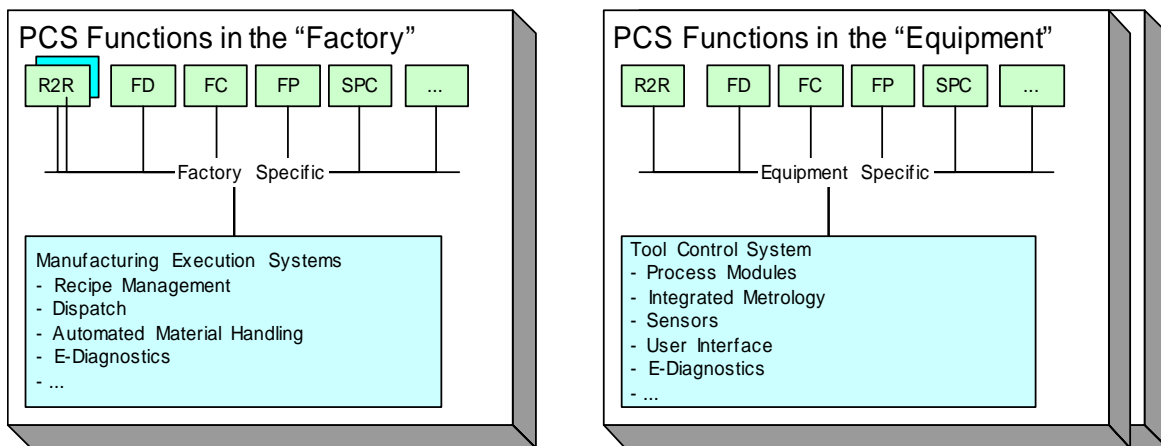 PCS Functions in the “Factory”
R2R FD FC FP SPC ...
Factory Specific
Manufacturing Execution Systems
- Recipe Management
- Dispatch
- Automated Material Handling
- E-Diagnostics
- ...
PCS Functions in the “Equipment”
R2R FD FC FP SPC ...
Equipment Specific
Tool Control System
- Process Modules
- Integrated Metrology
- Sensors
- User Interface
- E-Diagnostics
- ...